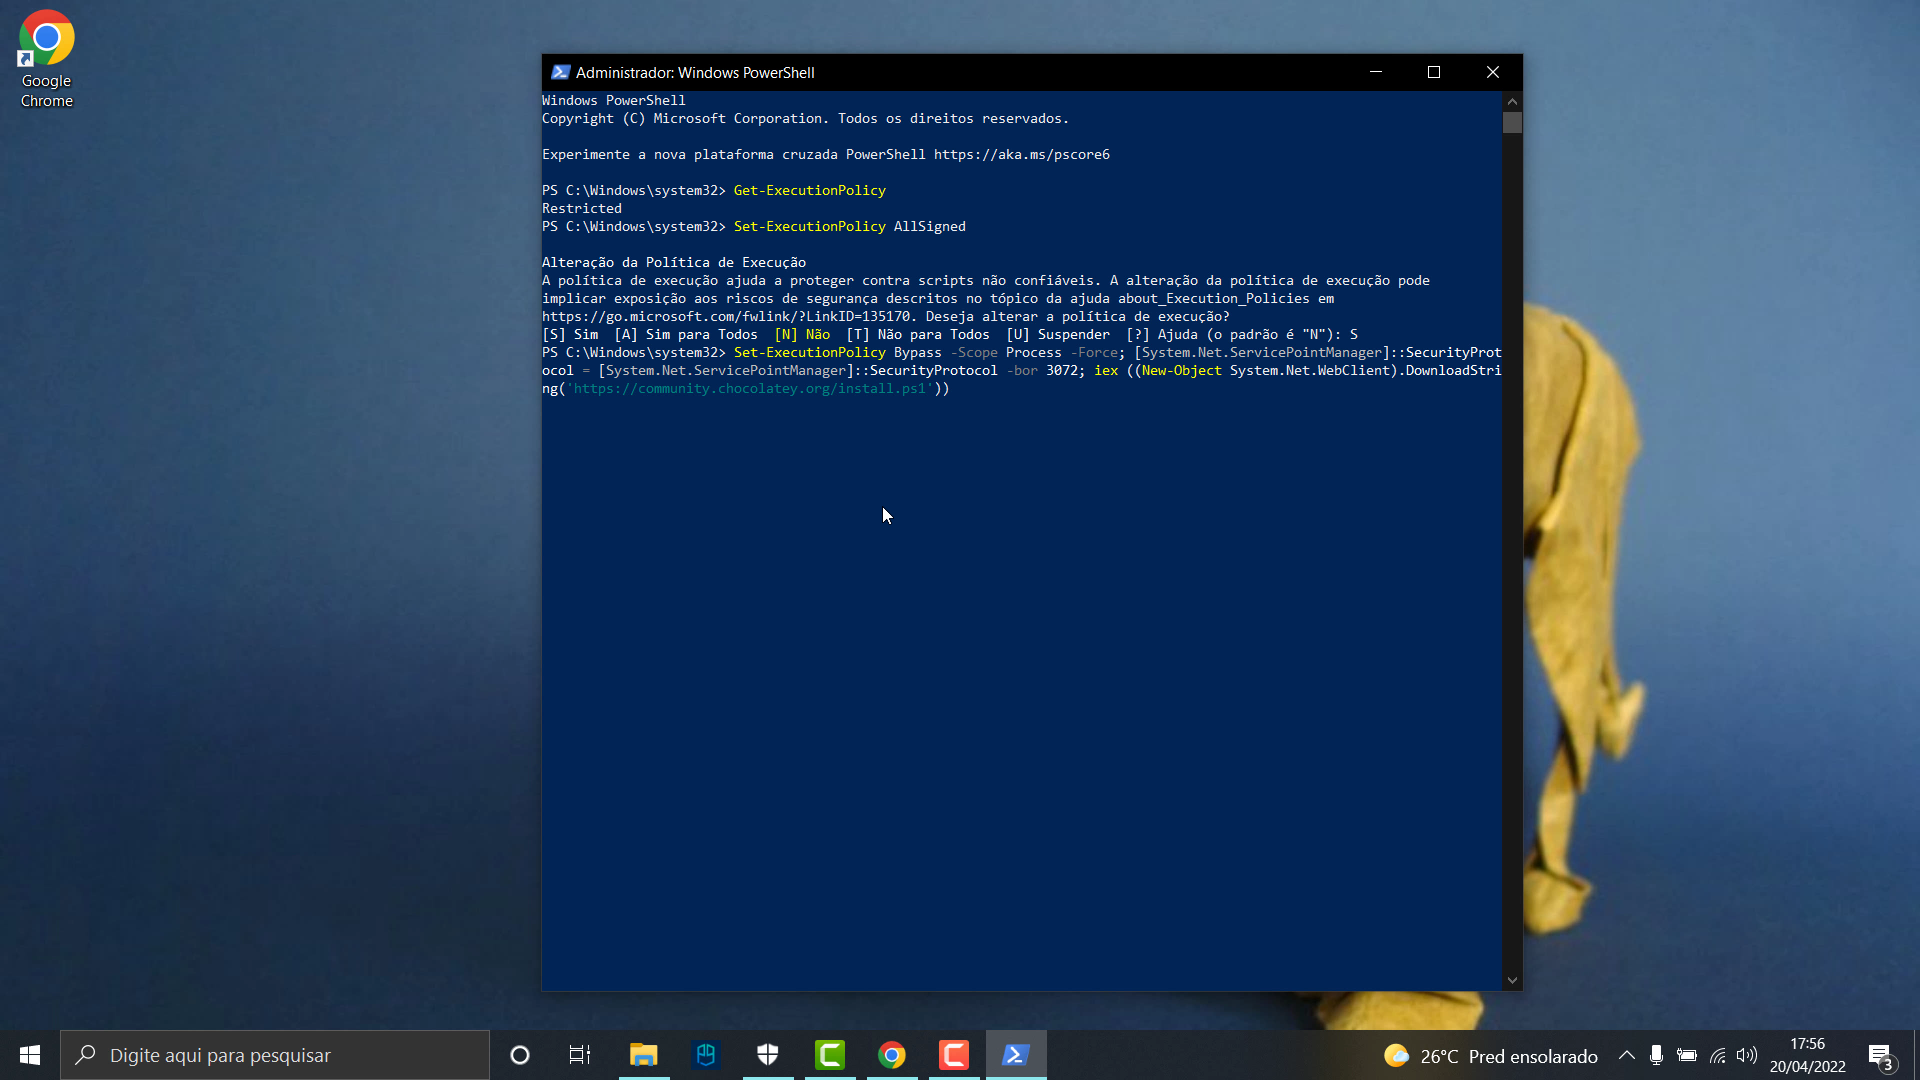 Google
Chrome
Administrador: Windows PowerShell
Windows PowerShell
Copyright (C) Microsoft Corporation. Todos os direitos reservados.
Experimente a nova plataforma cruzada PowerShell https://aka.ms/pscore6
PS C:\Windows\system32> Get-ExecutionPolicy
Restricted
PS C:\Windows\system32> Set-ExecutionPolicy AllSigned
Alteração da Política de Execução
A política de execução ajuda a proteger contra scripts não confiáveis. A alteração da política de execução pode
implicar exposição aos riscos de segurança descritos no tópico da ajuda about_Execution_Policies em
https://go.microsoft.com/fwlink/?LinkID=135170. Deseja alterar a política de execução?
[S] Sim  [A] Sim para Todos  [N] Não  [T] Não para Todos  [U] Suspender  [?] Ajuda (o padrão é "N"): S
PS C:\Windows\system32> Set-ExecutionPolicy Bypass -Scope Process -Force; [System.Net.ServicePointManager]::SecurityProt
ocol = [System.Net.ServicePointManager]::SecurityProtocol -bor 3072; iex ((New-Object System.Net.WebClient).DownloadStri
ng('https://community.chocolatey.org/install.ps1'))
Digite aqui para pesquisar
26°C Pred ensolarado
17:56
20/04/2022
3